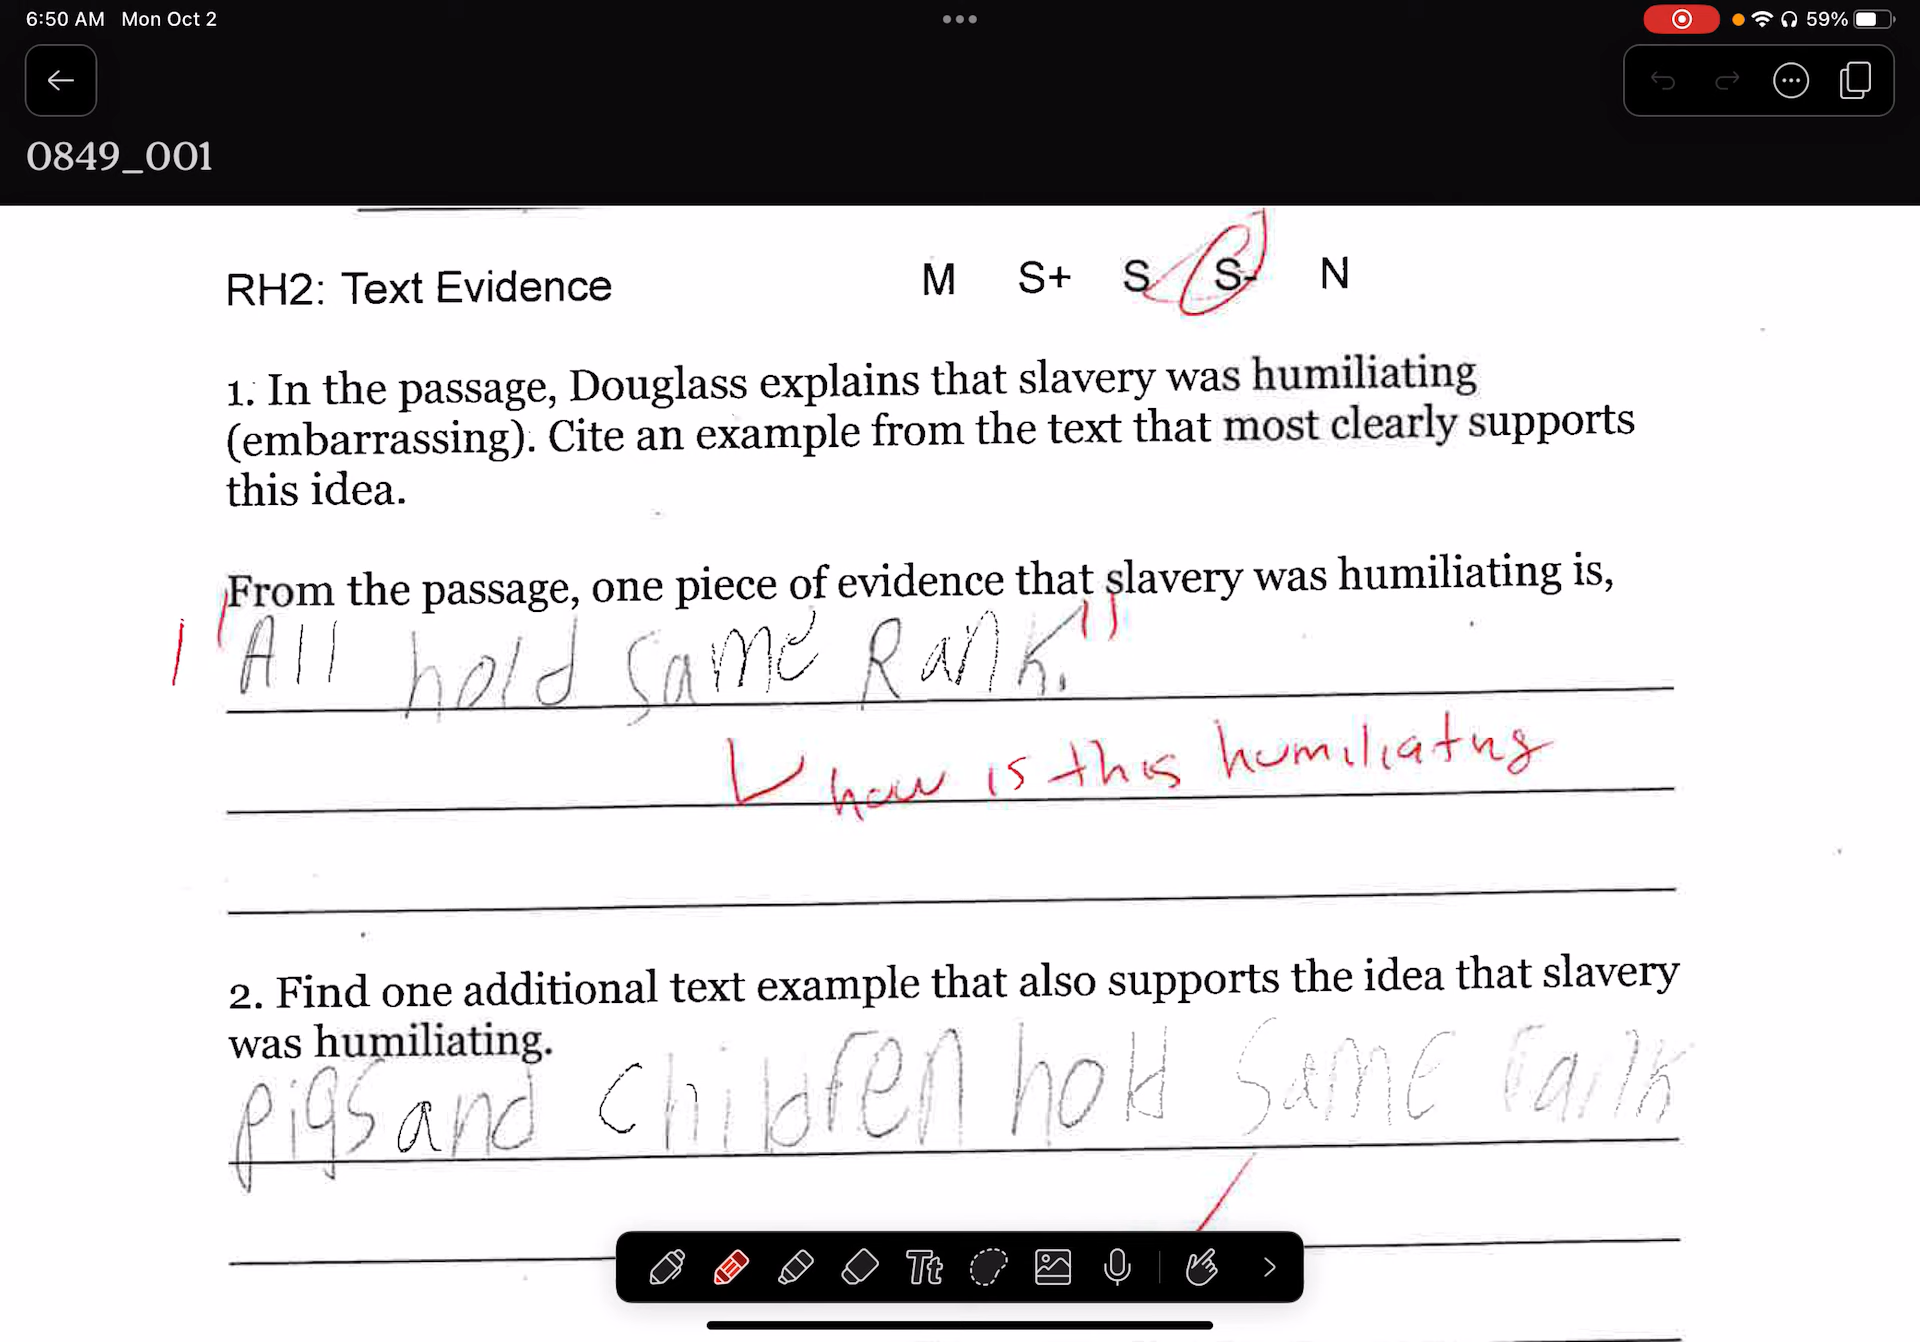 6:50 AM Mon Oct 2
59%
0849_001
RH2: Text Evidence M S+ S S- N
1. In the passage, Douglass explains that slavery was humiliating
(embarrassing). Cite an example from the text that most clearly supports
this idea.
From the passage, one piece of evidence that slavery was humiliating is,
"All hold same Rank."
how is this humiliatng
2. Find one additional text example that also supports the idea that slavery
was humiliating.
pigs and children hold same rank
Tt